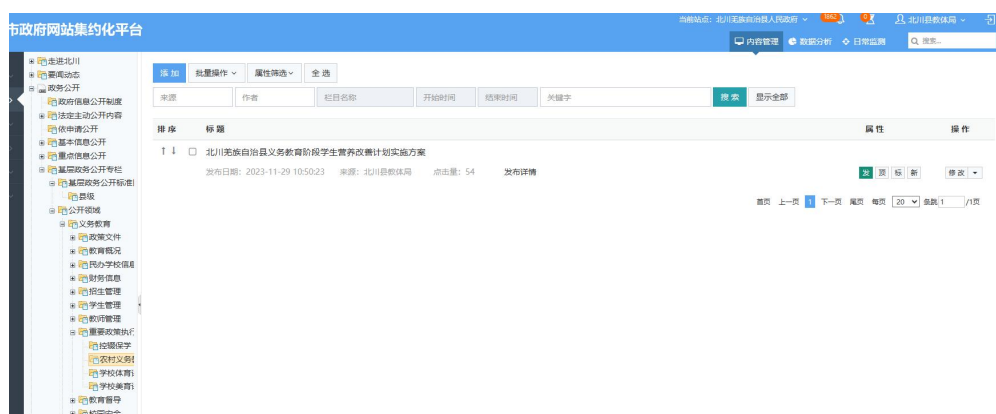 市政府网站集约化平台
当前站点：北川羌族自治县人民政府
1862
0
北川县教体局
内容管理 数据分析 日常监测 搜索...
走进北川
要闻动态
政务公开
政府信息公开制度
法定主动公开内容
依申请公开
基本信息公开
重点信息公开
基层政务公开专栏
基层政务公开标准
县级
公开领域
义务教育
政策文件
教育概况
民办学校信息
财务信息
招生管理
学生管理
教师管理
重要政策执行
控辍保学
农村义务
学校体育
学校美育
教育督导
校园安全
添加 批量操作 属性筛选 全选
来源 作者 栏目名称 开始时间 结束时间 关键字 搜索 显示全部
排序 标题 属性 操作
↑↓ 北川羌族自治县义务教育阶段学生营养改善计划实施方案
发布日期：2023-11-29 10:50:23 来源：北川县教体局 点击量：54 发布详情 发 顶 标 新 修改
首页 上一页 1 下一页 尾页 每页 20 条跳 1 /1页